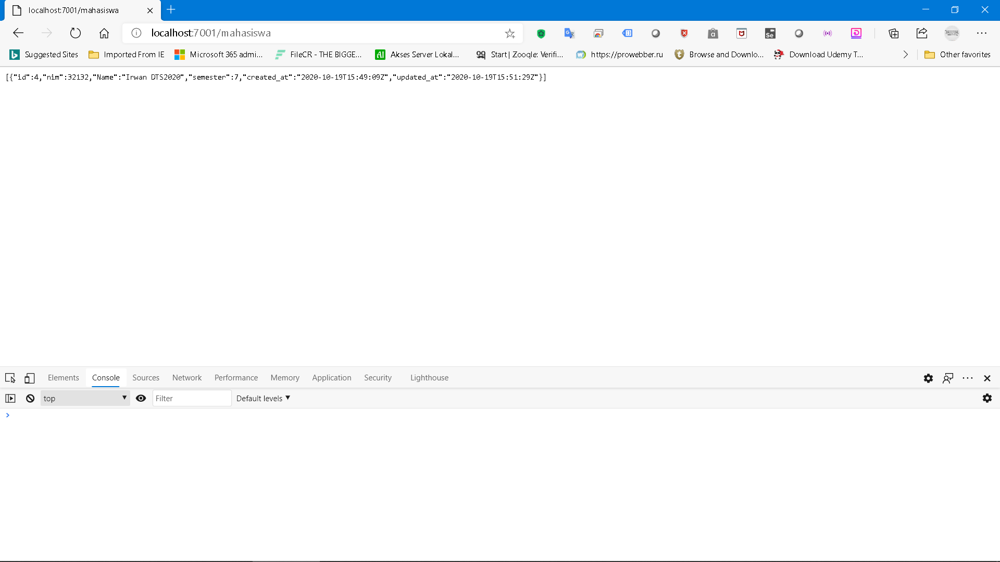 localhost:7001/mahasiswa
localhost:7001/mahasiswa
Suggested Sites Imported From IE Microsoft 365 admi... FileCR - THE BIGGE... Akses Server Lokal... Start | Zooqle: Verifi... https://prowebber.ru Browse and Downlo... Download Udemy T... Other favorites
[{"id":4,"nim":32132,"Name":"Irwan DTS2020","semester":7,"created_at":"2020-10-19T15:49:09Z","updated_at":"2020-10-19T15:51:29Z"}]
Elements Console Sources Network Performance Memory Application Security Lighthouse
top Filter Default levels